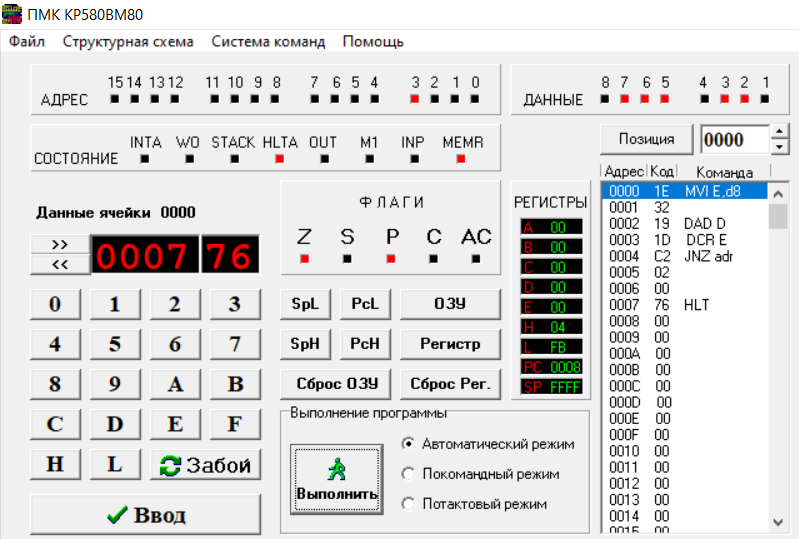 ПМК КР580ВМ80
Файл Структурная схема Система команд Помощь
15 14 13 12 11 10 9 8 7 6 5 4 3 2 1 0
АДРЕС
8 7 6 5 4 3 2 1
ДАННЫЕ
INTA WO STACK HLTA OUT M1 INP MEMR
СОСТОЯНИЕ
Позиция 0000
Данные ячейки 0000
>>
<<
0007 76
ФЛАГИ
Z S P C AC
РЕГИСТРЫ
A 00
B 00
C 00
D 00
E 00
H 04
L FB
PC 0008
SP FFFF
Адрес Код Команда
0000 1E MVI E,d8
0001 32
0002 19 DAD D
0003 1D DCR E
0004 C2 JNZ adr
0005 02
0006 00
0007 76 HLT
0008 00
0009 00
000A 00
000B 00
000C 00
000D 00
000E 00
000F 00
0010 00
0011 00
0012 00
0013 00
0014 00
0015 00
0 1 2 3
4 5 6 7
8 9 A B
C D E F
H L Забой
Ввод
SpL PcL ОЗУ
SpH PcH Регистр
Сброс ОЗУ Сброс Рег.
Выполнение программы
Выполнить
Автоматический режим
Покомандный режим
Потактовый режим